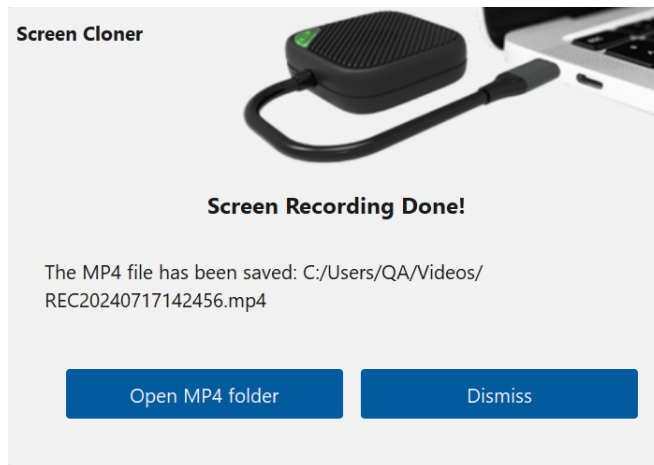 Screen Cloner
Screen Recording Done!
The MP4 file has been saved: C:/Users/QA/Videos/
REC20240717142456.mp4
Open MP4 folder
Dismiss